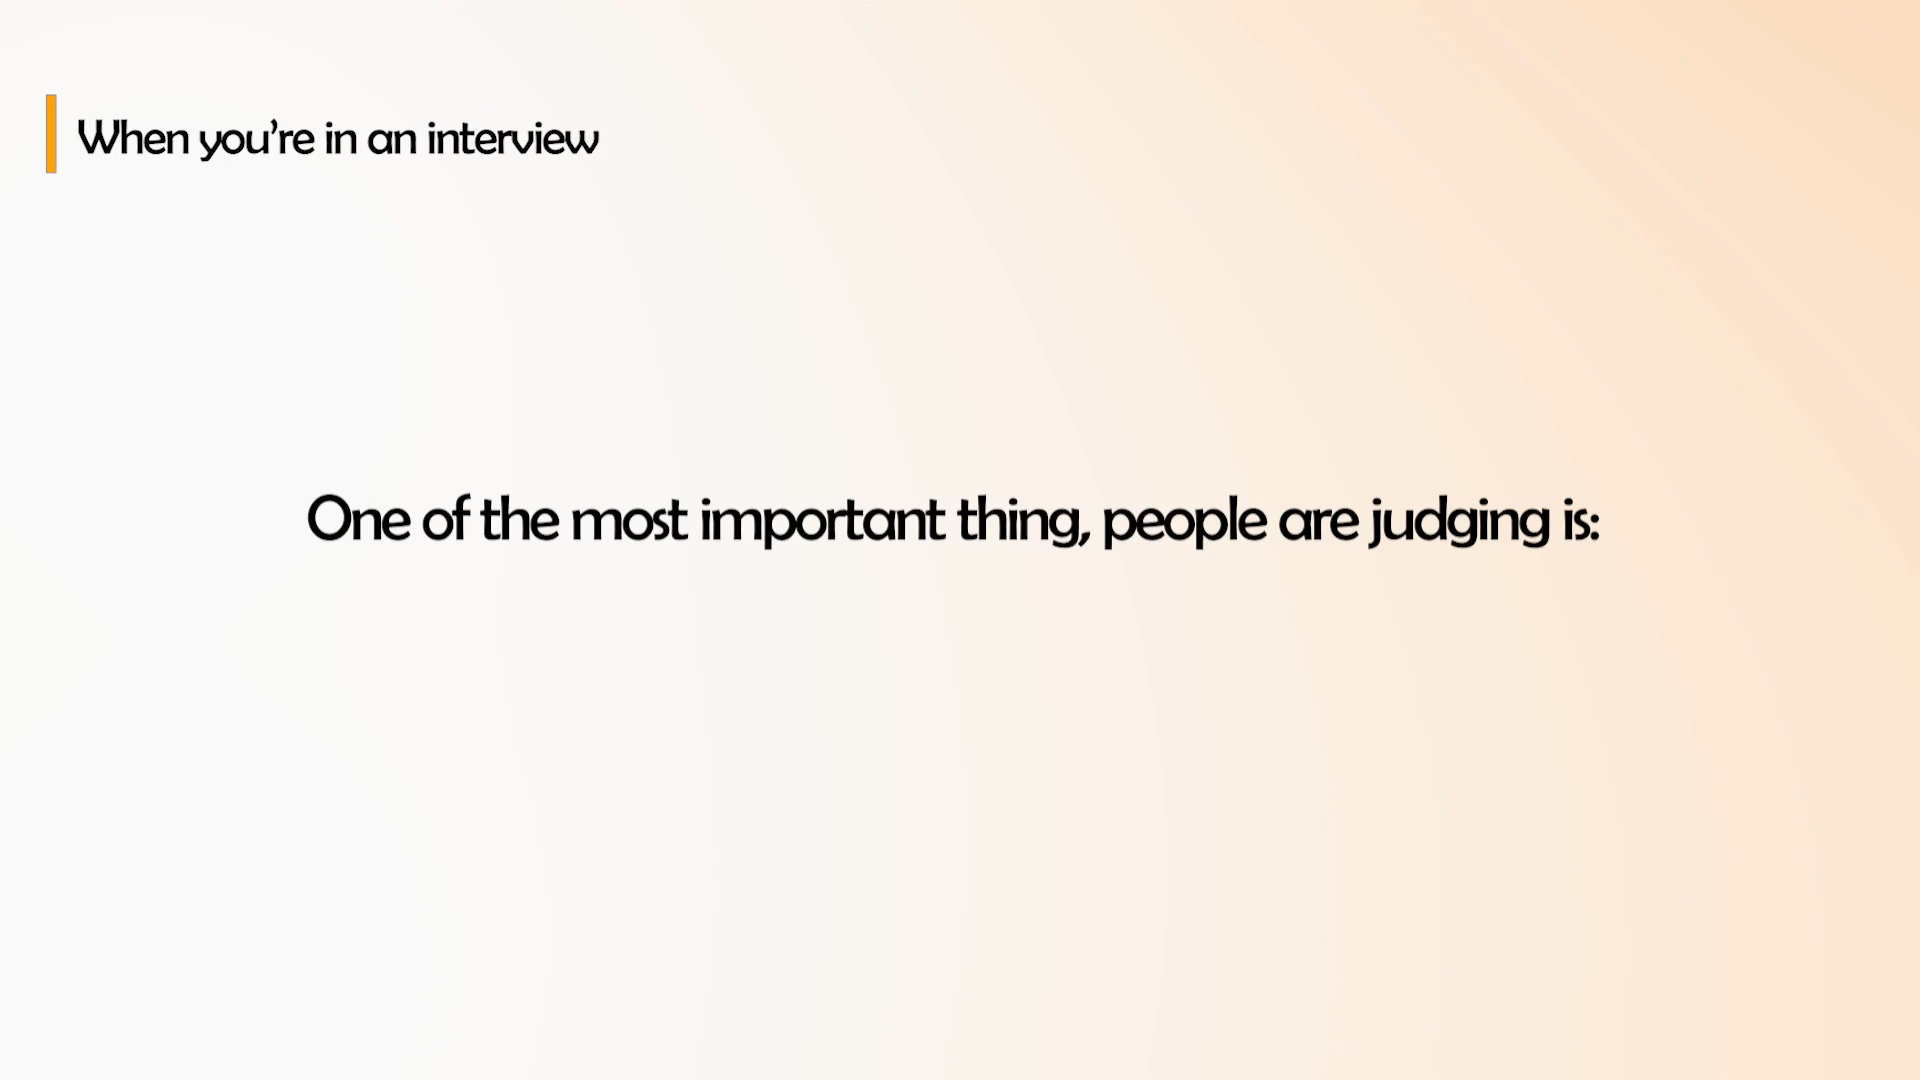 When you’re in an interview
One of the most important thing, people are judging is: